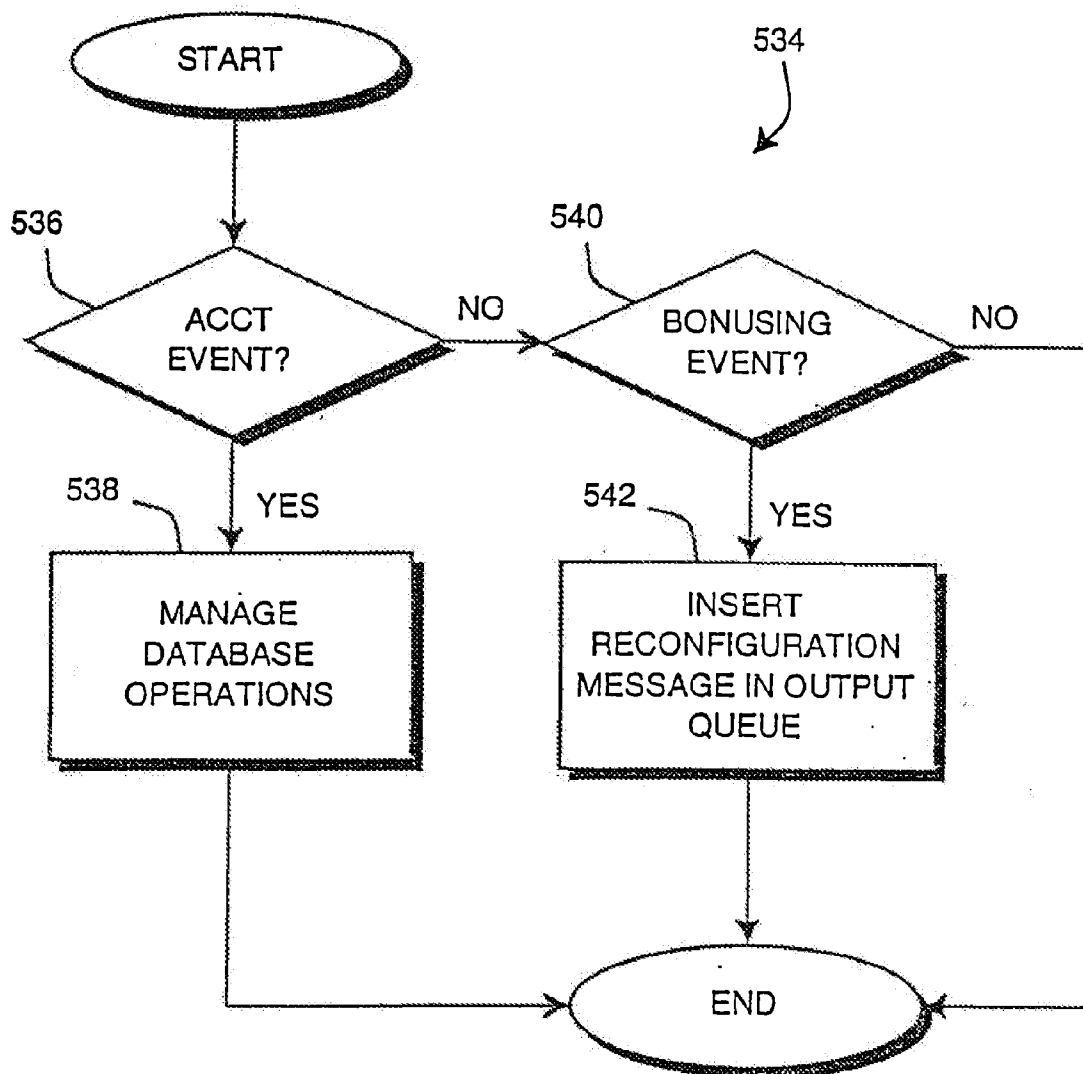 START
534
536
540
ACCT
EVENT?
NO
BONUSING
EVENT?
NO
538
YES
542
YES
MANAGE
DATABASE
OPERATIONS
INSERT
RECONFIGURATION
MESSAGE IN OUTPUT
QUEUE
END